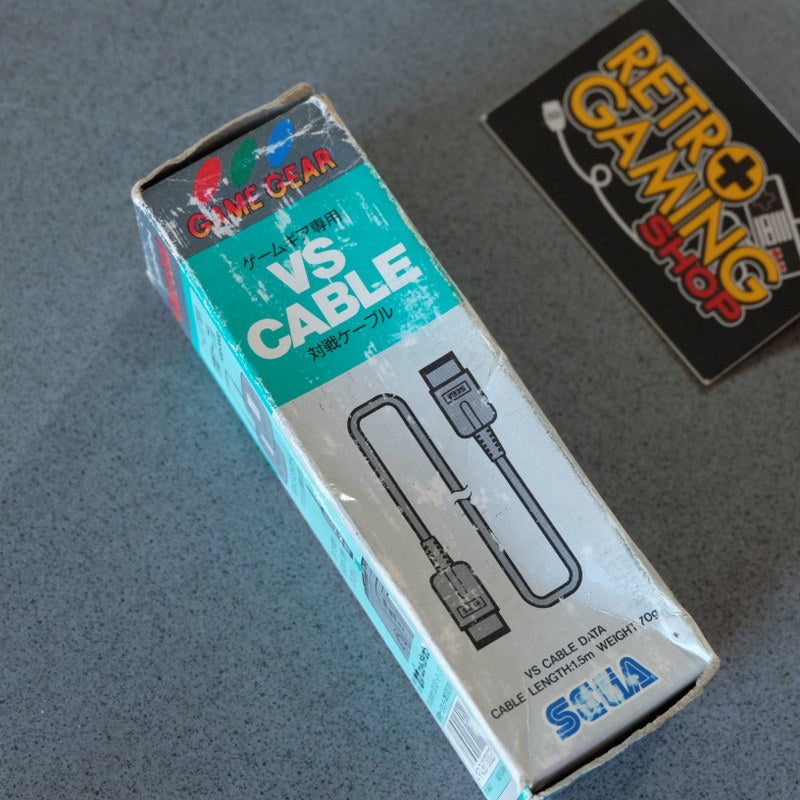 GAME GEAR
ゲームギア専用
VS
CABLE
対戦ケーブル
SEGA
VS CABLE DATA
CABLE LENGTH:1.5m WEIGHT:70g
SEGA
RETRO
GAMING
SHOP